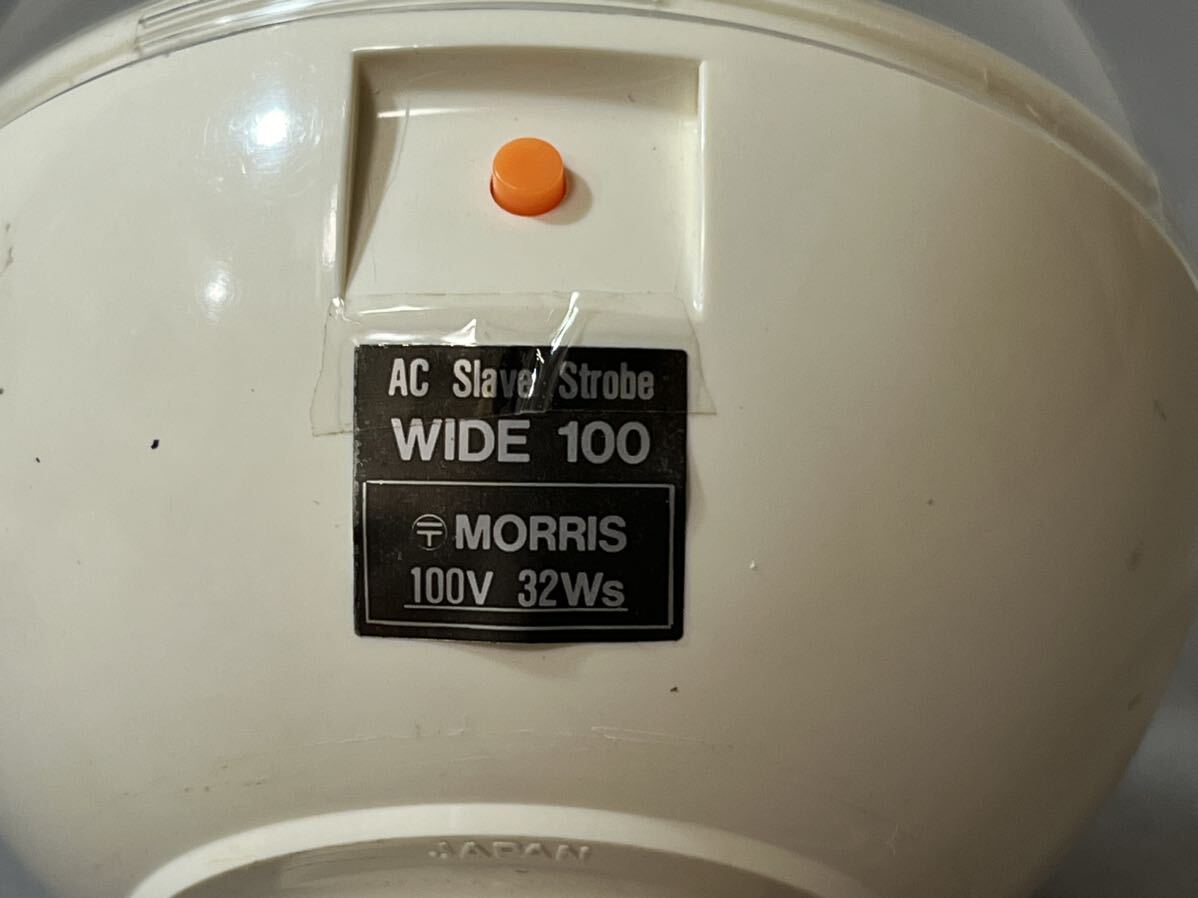 AC Slave Strobe
WIDE 100
〶 MORRIS
100V 32Ws
JAPAN